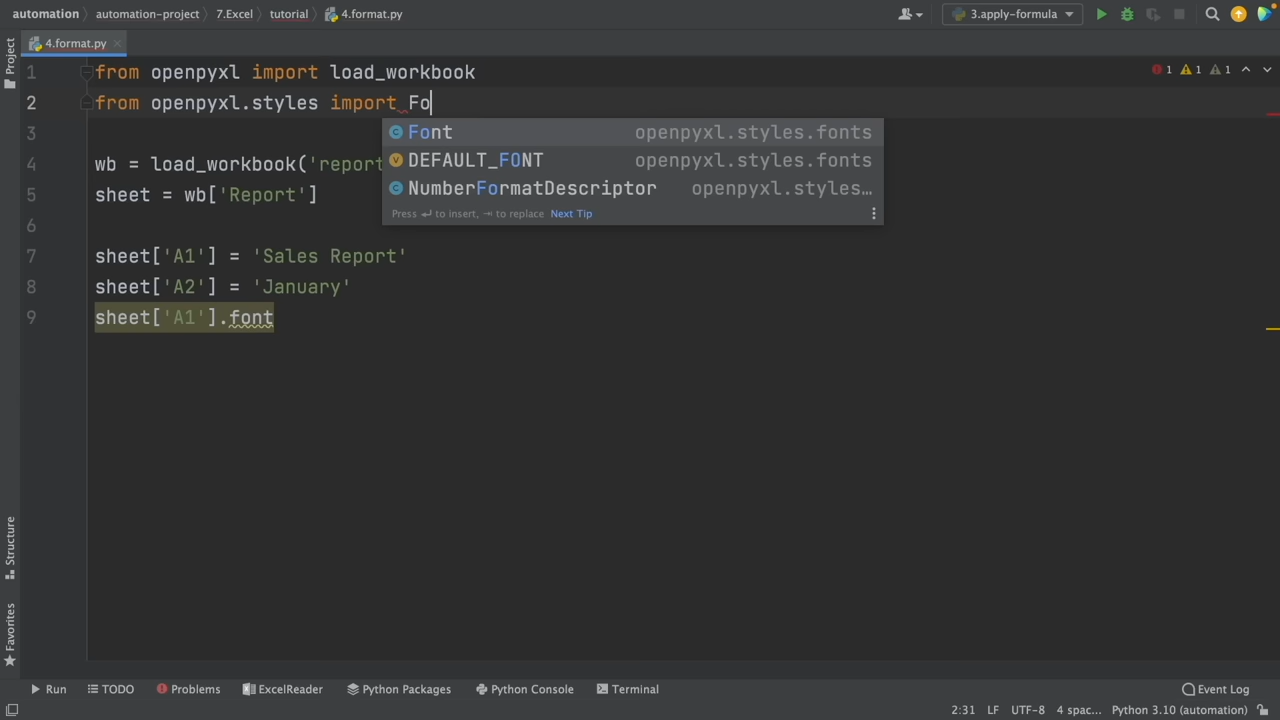 automation automation-project 7.Excel tutorial 4.format.py 3.apply-formula
Project
4.format.py
1 from openpyxl import load_workbook
1 1 1
2 from openpyxl.styles import Fo
3
Font openpyxl.styles.fonts
4 wb = load_workbook('report
DEFAULT_FONT openpyxl.styles.fonts
5 sheet = wb['Report']
NumberFormatDescriptor openpyxl.styles…
Press ↵ to insert, ⇥ to replace Next Tip
6
7 sheet['A1'] = 'Sales Report'
8 sheet['A2'] = 'January'
9 sheet['A1'].font
Structure
Favorites
Run TODO Problems ExcelReader Python Packages Python Console Terminal Event Log
2:31 LF UTF-8 4 spac... Python 3.10 (automation)